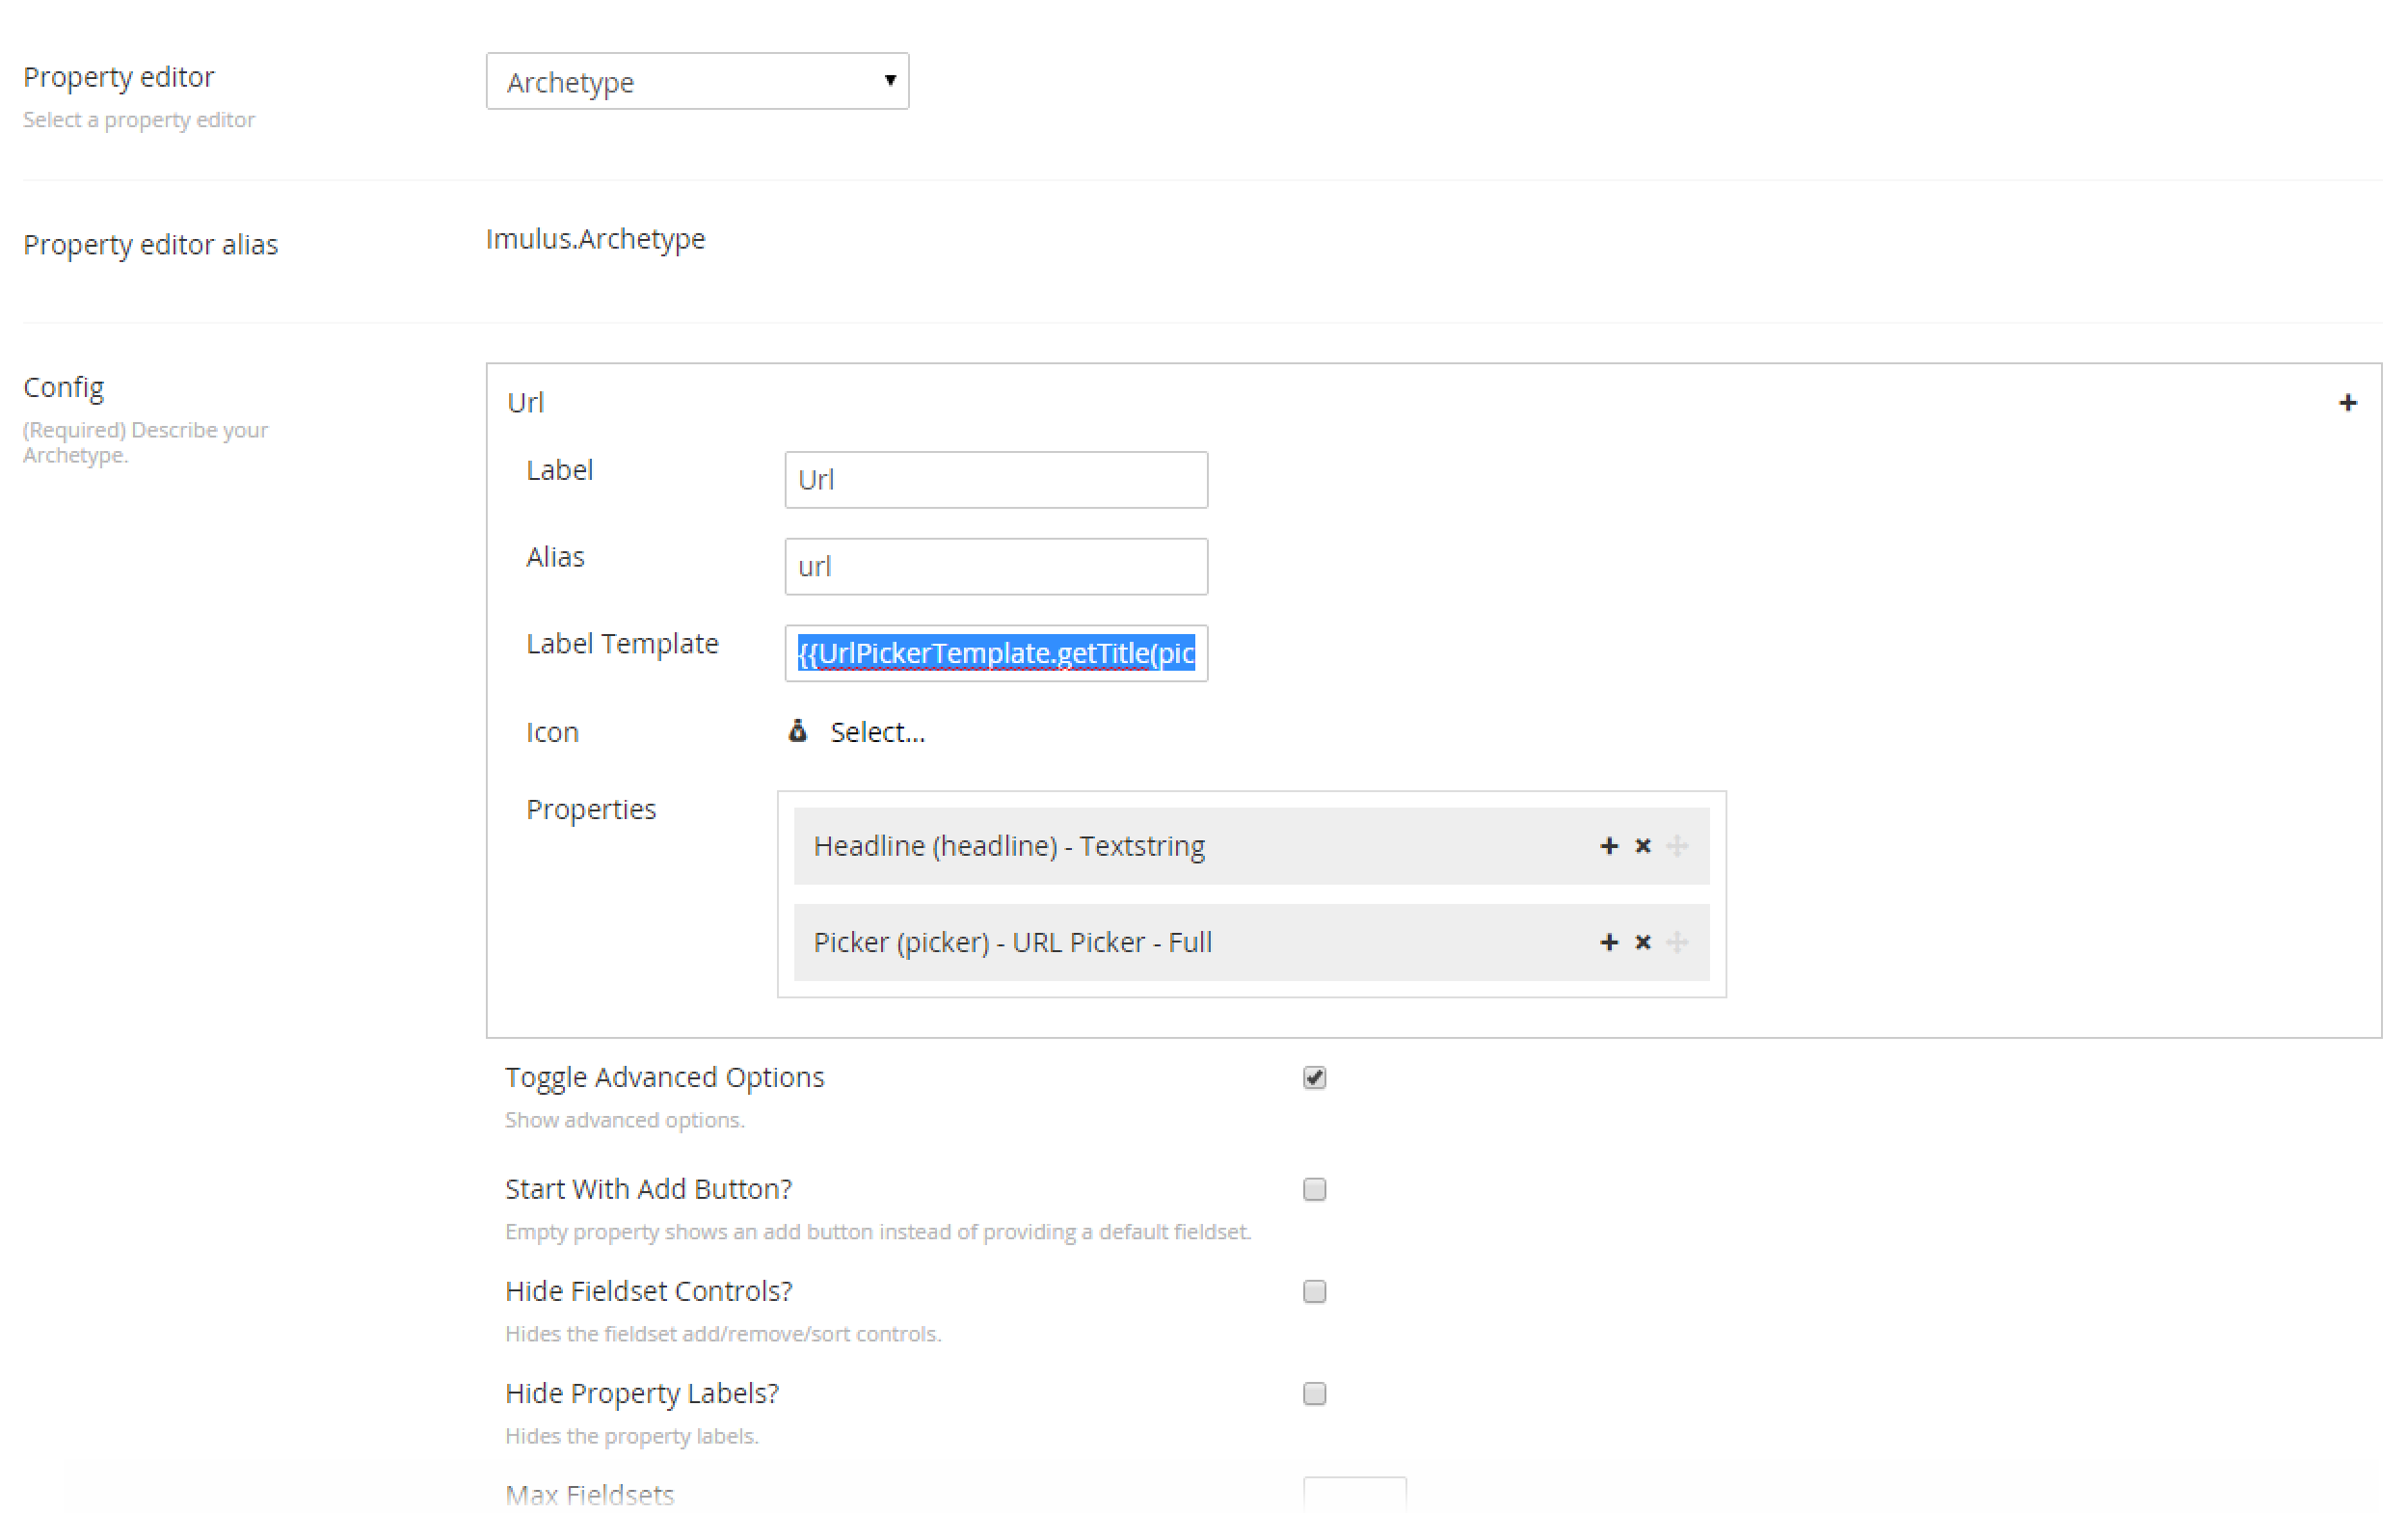 Property editor
Archetype
Select a property editor
Property editor alias
Imulus.Archetype
Config
(Required) Describe your
Archetype.
Url
Label
Url
Alias
url
Label Template
{{UrlPickerTemplate.getTitle(pic
Icon
Select...
Properties
Headline (headline) - Textstring
Picker (picker) - URL Picker - Full
Toggle Advanced Options
Show advanced options.
Start With Add Button?
Empty property shows an add button instead of providing a default fieldset.
Hide Fieldset Controls?
Hides the fieldset add/remove/sort controls.
Hide Property Labels?
Hides the property labels.
Max Fieldsets